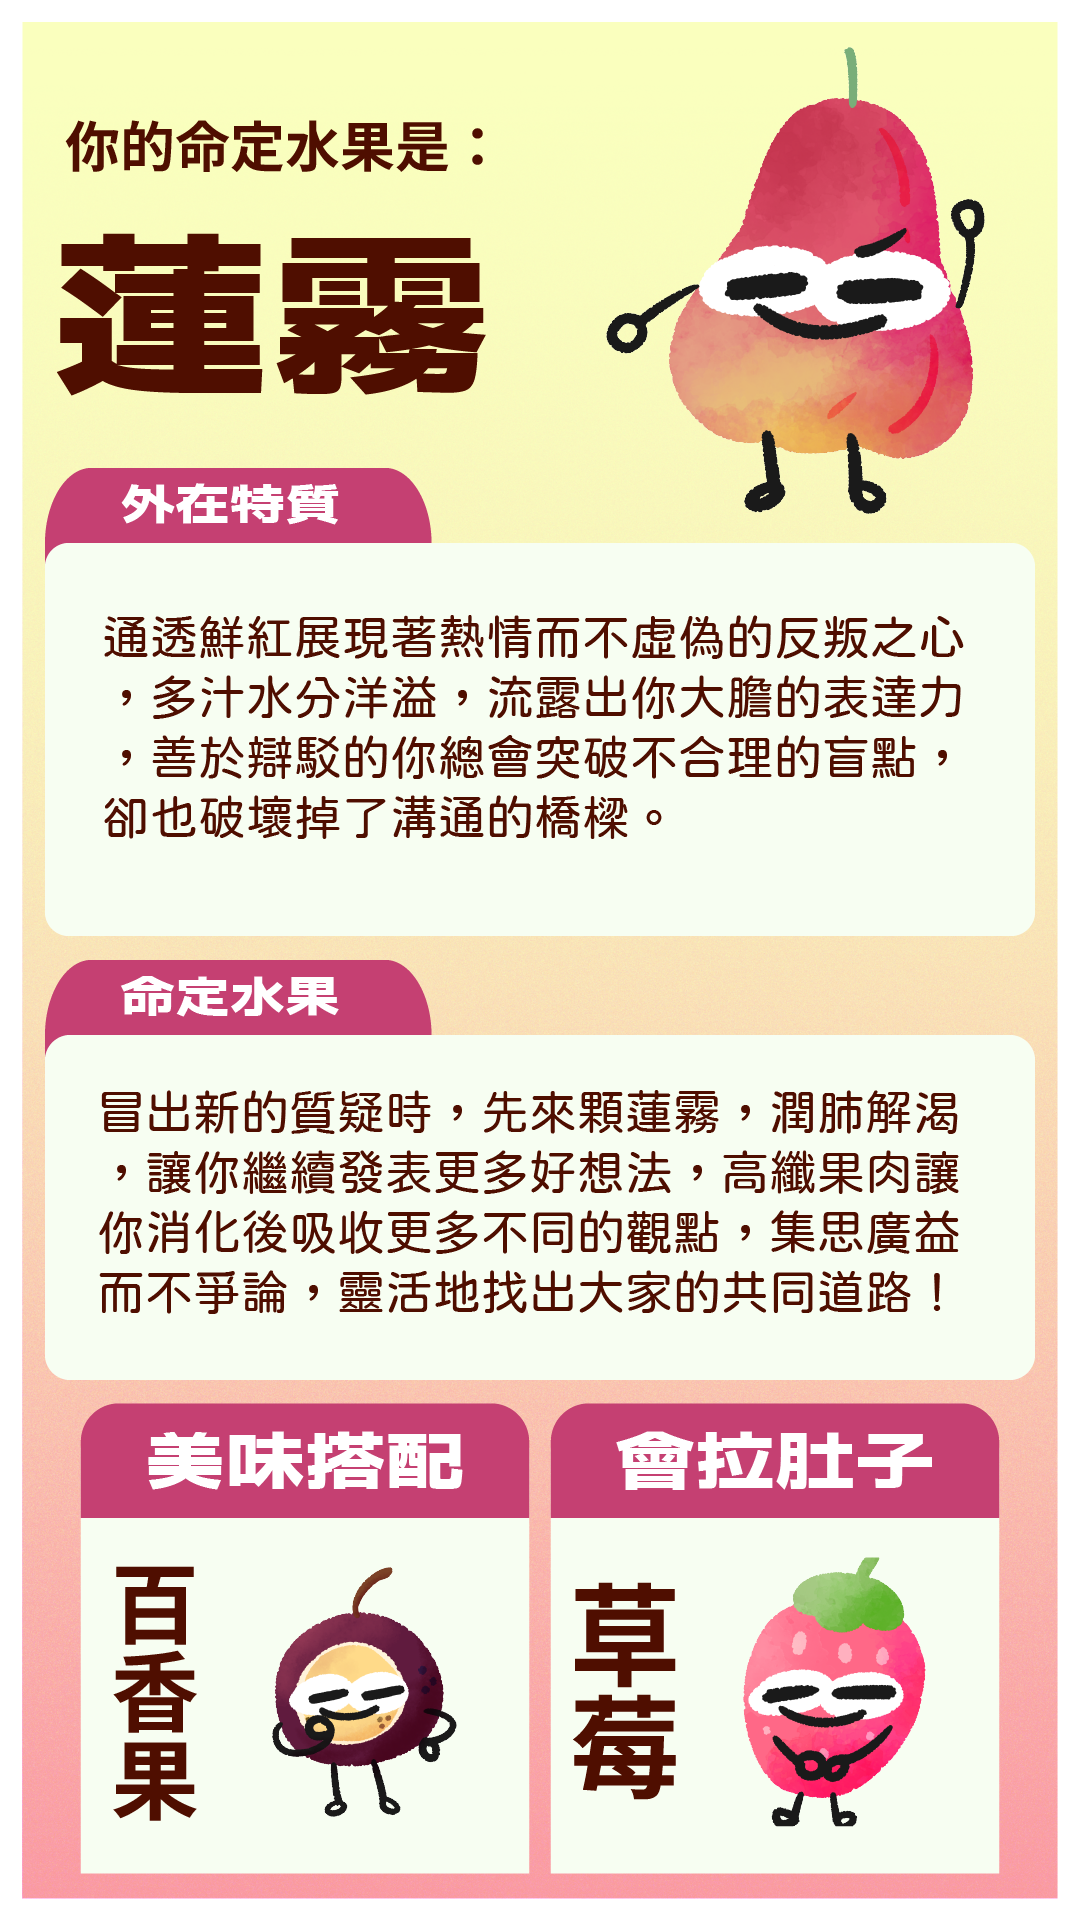 你的命定水果是：
蓮霧
外在特質
通透鮮紅展現著熱情而不虛偽的反叛之心
，多汁水分洋溢，流露出你大膽的表達力
，善於辯駁的你總會突破不合理的盲點，
卻也破壞掉了溝通的橋樑。
命定水果
冒出新的質疑時，先來顆蓮霧，潤肺解渴
，讓你繼續發表更多好想法，高纖果肉讓
你消化後吸收更多不同的觀點，集思廣益
而不爭論，靈活地找出大家的共同道路！
美味搭配
百香果
會拉肚子
草莓